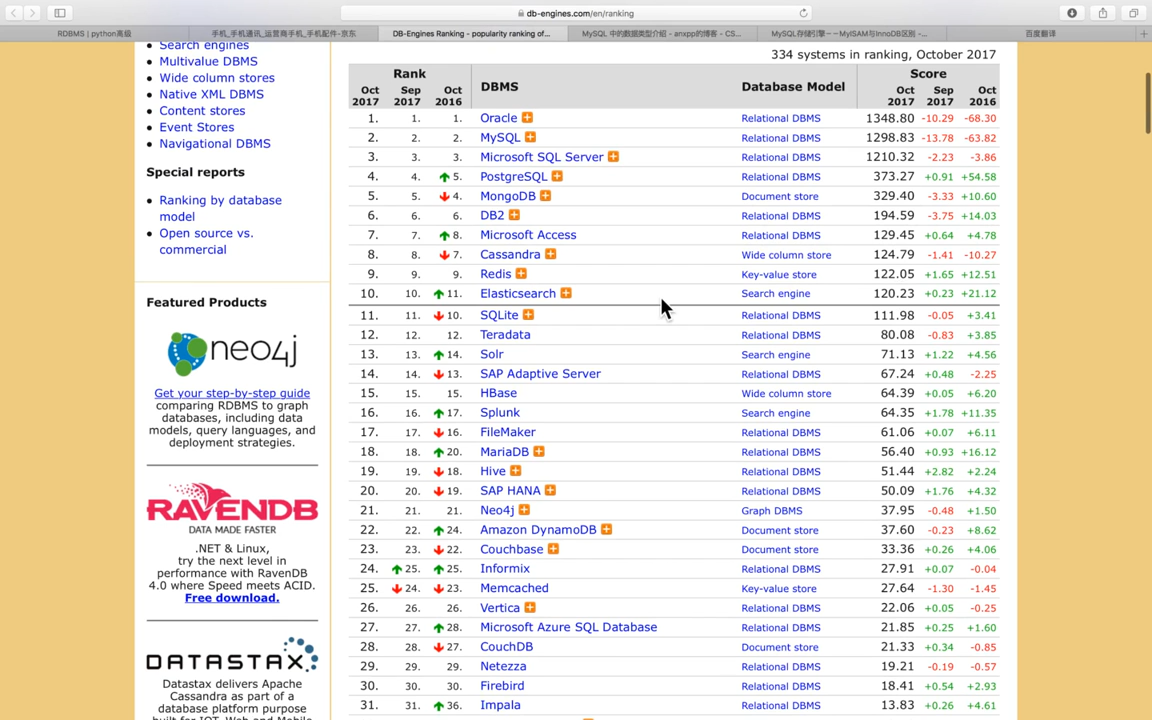 db-engines.com/en/ranking
RDBMS | python高级
手机_手机通讯_运营商手机_手机配件-京东
DB-Engines Ranking - popularity ranking of...
MySQL 中的数据类型介绍 - anxpp的博客 - CS...
MySQL存储引擎－－MyISAM与InnoDB区别 -...
百度翻译
Search engines
Multivalue DBMS
Wide column stores
Native XML DBMS
Content stores
Event Stores
Navigational DBMS
Special reports
Ranking by database
model
Open source vs.
commercial
Featured Products
neo4j
Get your step-by-step guide
comparing RDBMS to graph
databases, including data
models, query languages, and
deployment strategies.
RAVENDB
DATA MADE FASTER
.NET & Linux,
try the next level in
performance with RavenDB
4.0 where Speed meets ACID.
Free download.
DATASTAX
Datastax delivers Apache
Cassandra as part of a
database platform purpose
334 systems in ranking, October 2017
Rank DBMS Database Model Score
Oct 2017 Sep 2017 Oct 2016 Oct 2017 Sep 2017 Oct 2016
1. 1. 1. Oracle Relational DBMS 1348.80 -10.29 -68.30
2. 2. 2. MySQL Relational DBMS 1298.83 -13.78 -63.82
3. 3. 3. Microsoft SQL Server Relational DBMS 1210.32 -2.23 -3.86
4. 4. 5. PostgreSQL Relational DBMS 373.27 +0.91 +54.58
5. 5. 4. MongoDB Document store 329.40 -3.33 +10.60
6. 6. 6. DB2 Relational DBMS 194.59 -3.75 +14.03
7. 7. 8. Microsoft Access Relational DBMS 129.45 +0.64 +4.78
8. 8. 7. Cassandra Wide column store 124.79 -1.41 -10.27
9. 9. 9. Redis Key-value store 122.05 +1.65 +12.51
10. 10. 11. Elasticsearch Search engine 120.23 +0.23 +21.12
11. 11. 10. SQLite Relational DBMS 111.98 -0.05 +3.41
12. 12. 12. Teradata Relational DBMS 80.08 -0.83 +3.85
13. 13. 14. Solr Search engine 71.13 +1.22 +4.56
14. 14. 13. SAP Adaptive Server Relational DBMS 67.24 +0.48 -2.25
15. 15. 15. HBase Wide column store 64.39 +0.05 +6.20
16. 16. 17. Splunk Search engine 64.35 +1.78 +11.35
17. 17. 16. FileMaker Relational DBMS 61.06 +0.07 +6.11
18. 18. 20. MariaDB Relational DBMS 56.40 +0.93 +16.12
19. 19. 18. Hive Relational DBMS 51.44 +2.82 +2.24
20. 20. 19. SAP HANA Relational DBMS 50.09 +1.76 +4.32
21. 21. 21. Neo4j Graph DBMS 37.95 -0.48 +1.50
22. 22. 24. Amazon DynamoDB Document store 37.60 -0.23 +8.62
23. 23. 22. Couchbase Document store 33.36 +0.26 +4.06
24. 25. 25. Informix Relational DBMS 27.91 +0.07 -0.04
25. 24. 23. Memcached Key-value store 27.64 -1.30 -1.45
26. 26. 26. Vertica Relational DBMS 22.06 +0.05 -0.25
27. 27. 28. Microsoft Azure SQL Database Relational DBMS 21.85 +0.25 +1.60
28. 28. 27. CouchDB Document store 21.33 +0.34 -0.85
29. 29. 29. Netezza Relational DBMS 19.21 -0.19 -0.57
30. 30. 30. Firebird Relational DBMS 18.41 +0.54 +2.93
31. 31. 36. Impala Relational DBMS 13.83 +0.26 +4.61